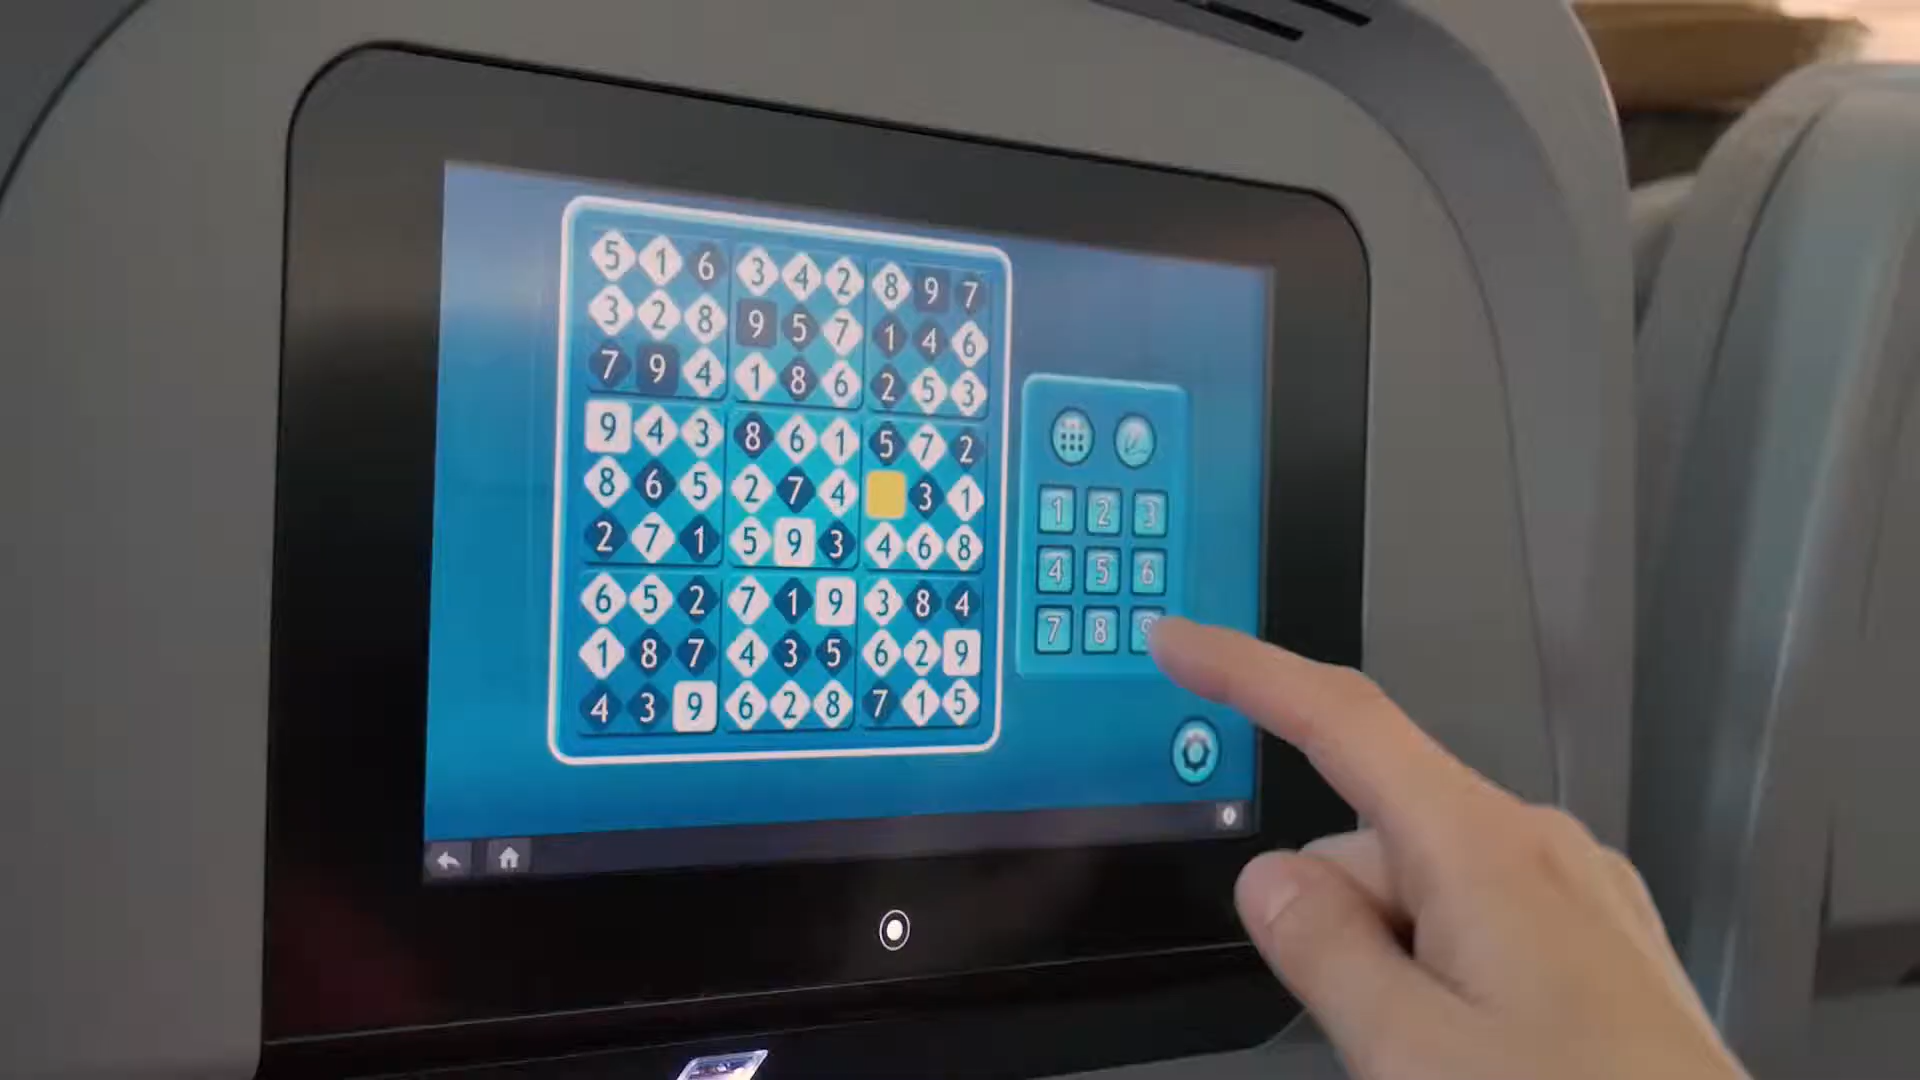 5 1 6 3 4 2 8 9 7
3 2 8 9 5 7 1 4 6
7 9 4 1 8 6 2 5 3
9 4 3 8 6 1 5 7 2
8 6 5 2 7 4 3 1
2 7 1 5 9 3 4 6 8
6 5 2 7 1 9 3 8 4
1 8 7 4 3 5 6 2 9
4 3 9 6 2 8 7 1 5
1 2 3
4 5 6
7 8 9